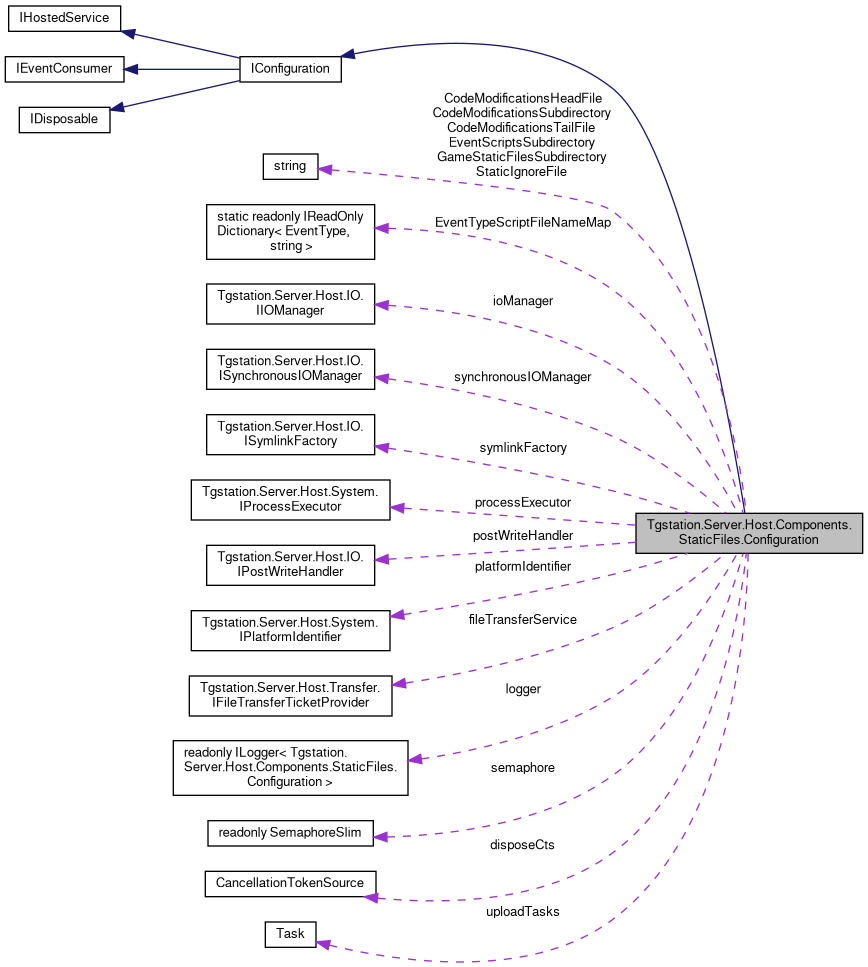 IHostedService
IEventConsumer
IConfiguration
IDisposable
CodeModificationsHeadFile
CodeModificationsSubdirectory
CodeModificationsTailFile
EventScriptsSubdirectory
GameStaticFilesSubdirectory
StaticIgnoreFile
string
static readonly IReadOnly
Dictionary< EventType,
string >
EventTypeScriptFileNameMap
Tgstation.Server.Host.IO.
IIOManager
ioManager
Tgstation.Server.Host.IO.
ISynchronousIOManager
synchronousIOManager
Tgstation.Server.Host.IO.
ISymlinkFactory
symlinkFactory
Tgstation.Server.Host.System.
IProcessExecutor
processExecutor
Tgstation.Server.Host.Components.
StaticFiles.Configuration
postWriteHandler
Tgstation.Server.Host.IO.
IPostWriteHandler
platformIdentifier
Tgstation.Server.Host.System.
IPlatformIdentifier
fileTransferService
Tgstation.Server.Host.Transfer.
IFileTransferTicketProvider
logger
readonly ILogger< Tgstation.
Server.Host.Components.StaticFiles.
Configuration >
semaphore
readonly SemaphoreSlim
disposeCts
CancellationTokenSource
uploadTasks
Task